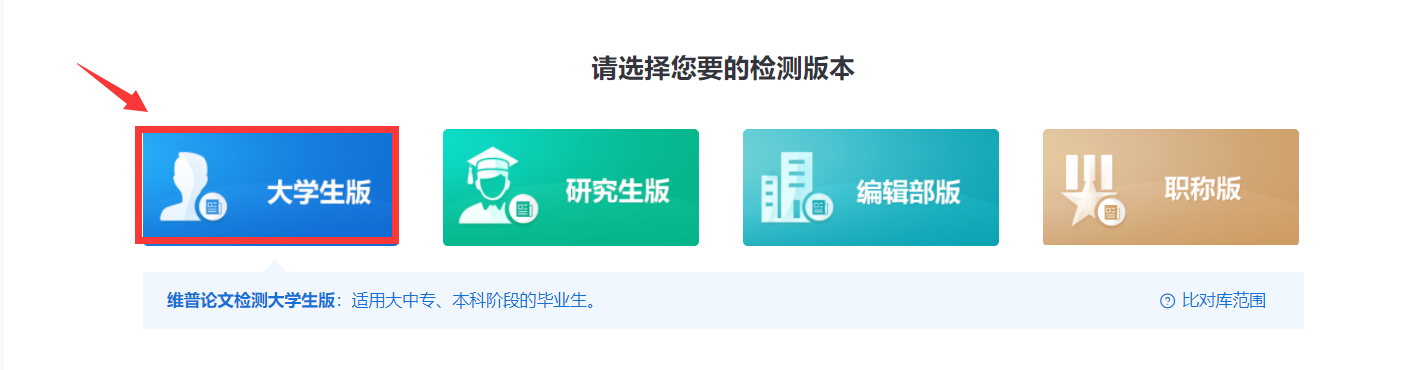 请选择您要的检测版本
大学生版
研究生版
编辑部版
职称版
维普论文检测大学生版：适用大中专、本科阶段的毕业生。
比对库范围